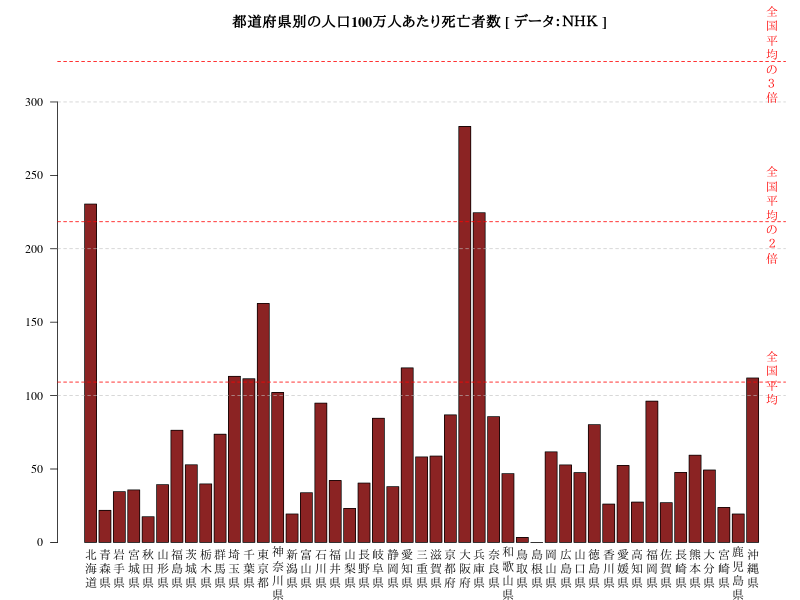 都道府県別の人口100万人あたり死亡者数 [ データ：NHK ]
全国平均の3倍
300
250
全国平均の2倍
200
150
全国平均
100
50
0
北海道
青森県
岩手県
宮城県
秋田県
山形県
福島県
茨城県
栃木県
群馬県
埼玉県
千葉県
東京都
神奈川県
新潟県
富山県
石川県
福井県
山梨県
長野県
岐阜県
静岡県
愛知県
三重県
滋賀県
京都府
大阪府
兵庫県
奈良県
和歌山県
鳥取県
島根県
岡山県
広島県
山口県
徳島県
香川県
愛媛県
高知県
福岡県
佐賀県
長崎県
熊本県
大分県
宮崎県
鹿児島県
沖縄県